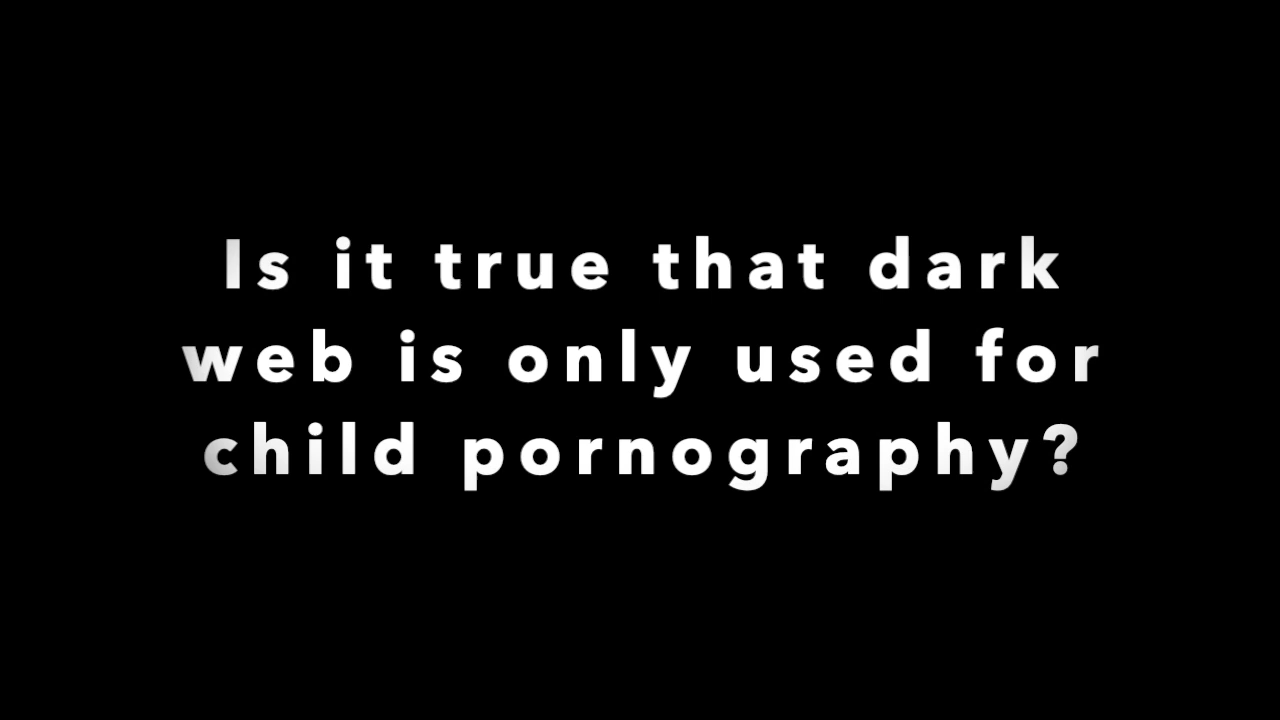 Is it true that dark
web is only used for
child pornography?